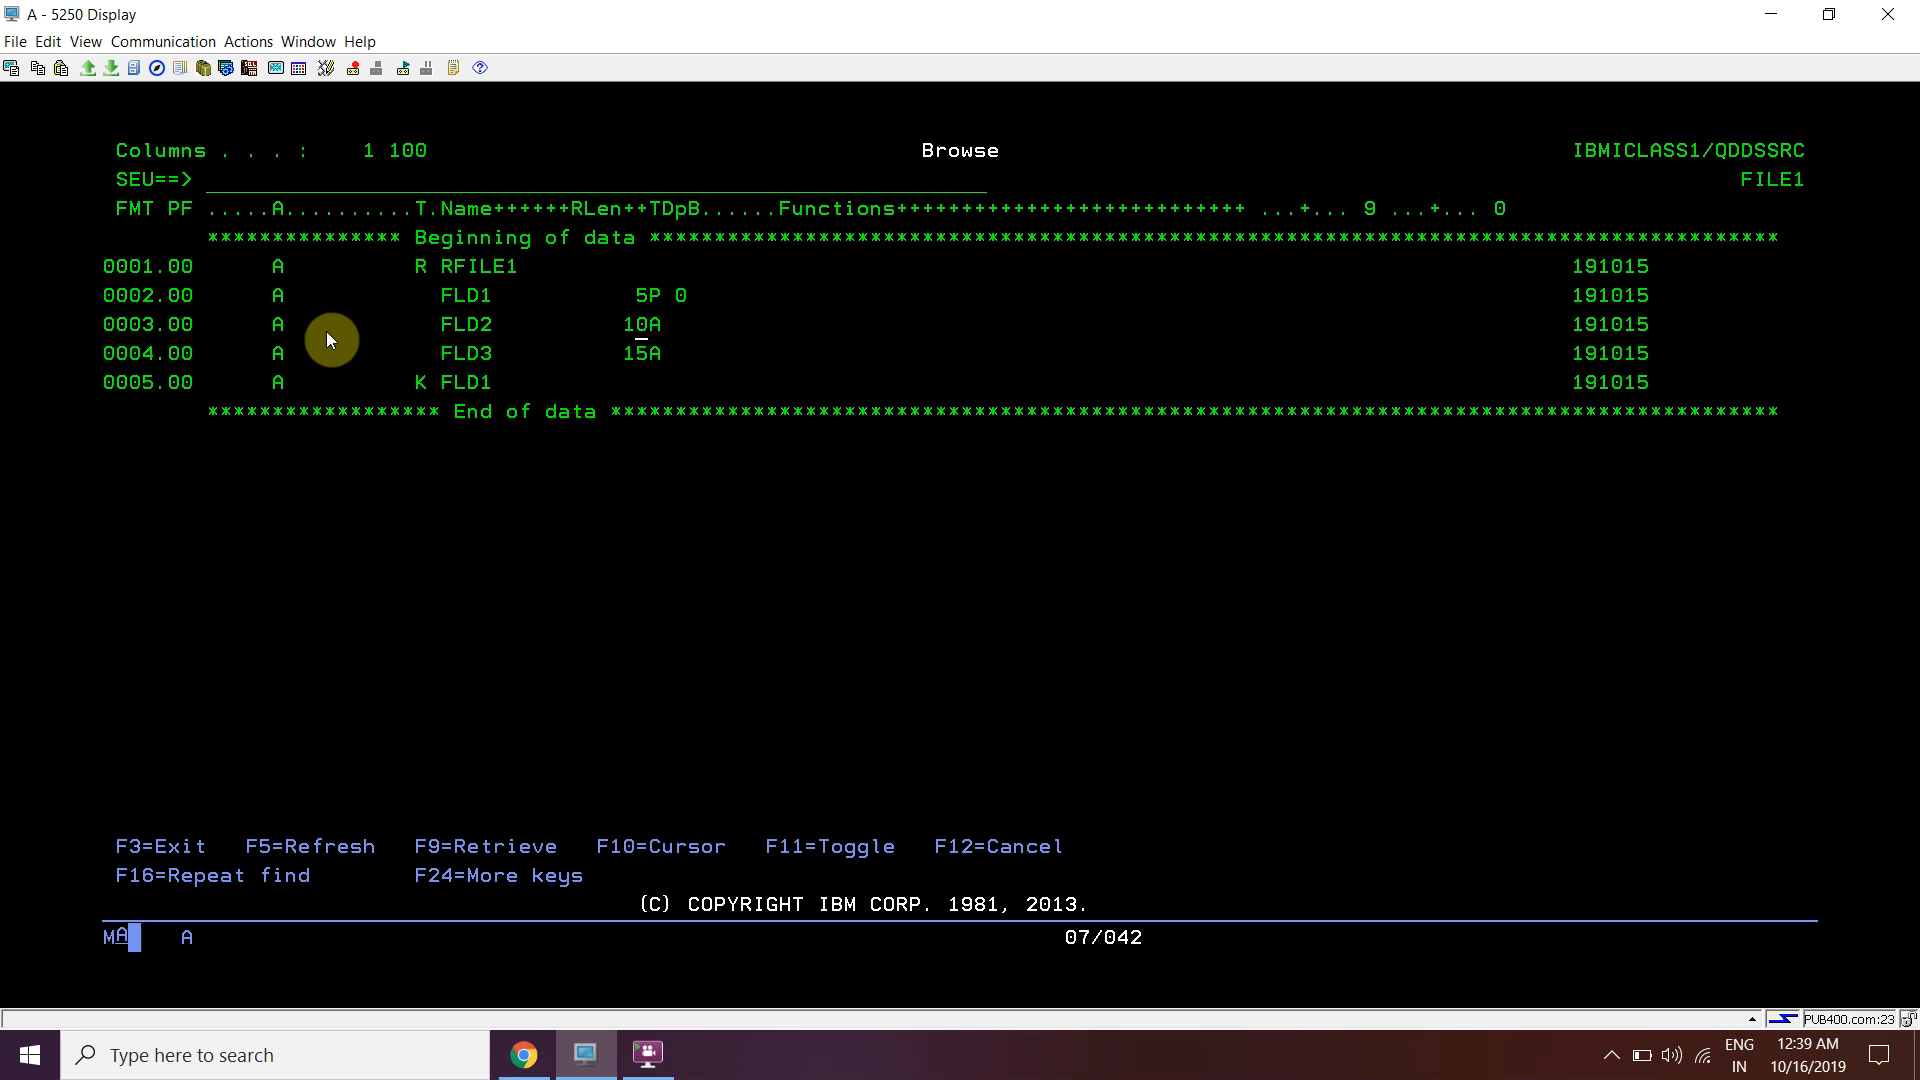 A - 5250 Display
File Edit View Communication Actions Window Help
Columns . . . :    1 100    Browse    IBMICLASS1/QDDSSRC
SEU==>    FILE1
FMT PF .....A..........T.Name++++++RLen++TDpB......Functions+++++++++++++++++++++++++++ ...+... 9 ...+... 0
*************** Beginning of data ***************************************************************************************
0001.00      A          R RFILE1    191015
0002.00      A            FLD1           5P 0    191015
0003.00      A            FLD2          10A    191015
0004.00      A            FLD3          15A    191015
0005.00      A          K FLD1    191015
****************** End of data ******************************************************************************************
F3=Exit   F5=Refresh   F9=Retrieve   F10=Cursor   F11=Toggle   F12=Cancel
F16=Repeat find        F24=More keys
(C) COPYRIGHT IBM CORP. 1981, 2013.
MA    A    07/042
PUB400.com:23
Type here to search
ENG
IN
12:39 AM
10/16/2019